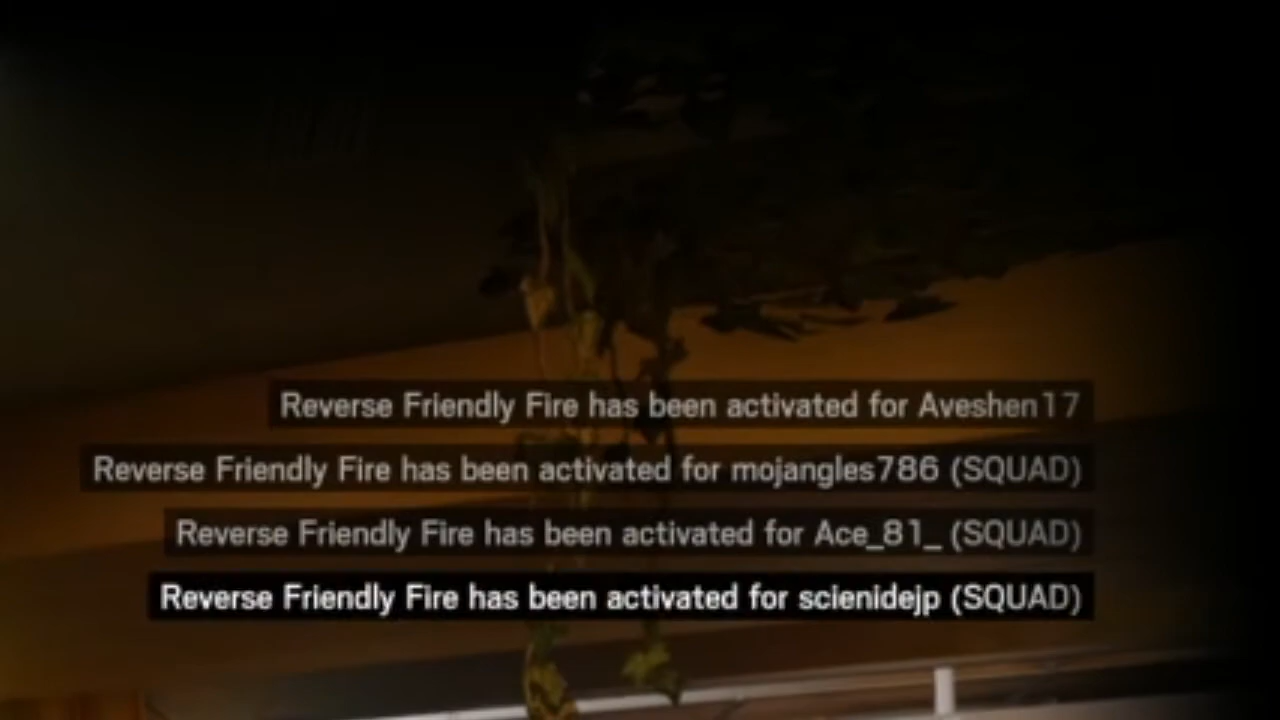 Reverse Friendly Fire has been activated for Aveshen17
Reverse Friendly Fire has been activated for mojangles786 (SQUAD)
Reverse Friendly Fire has been activated for Ace_81_ (SQUAD)
Reverse Friendly Fire has been activated for scienidejp (SQUAD)